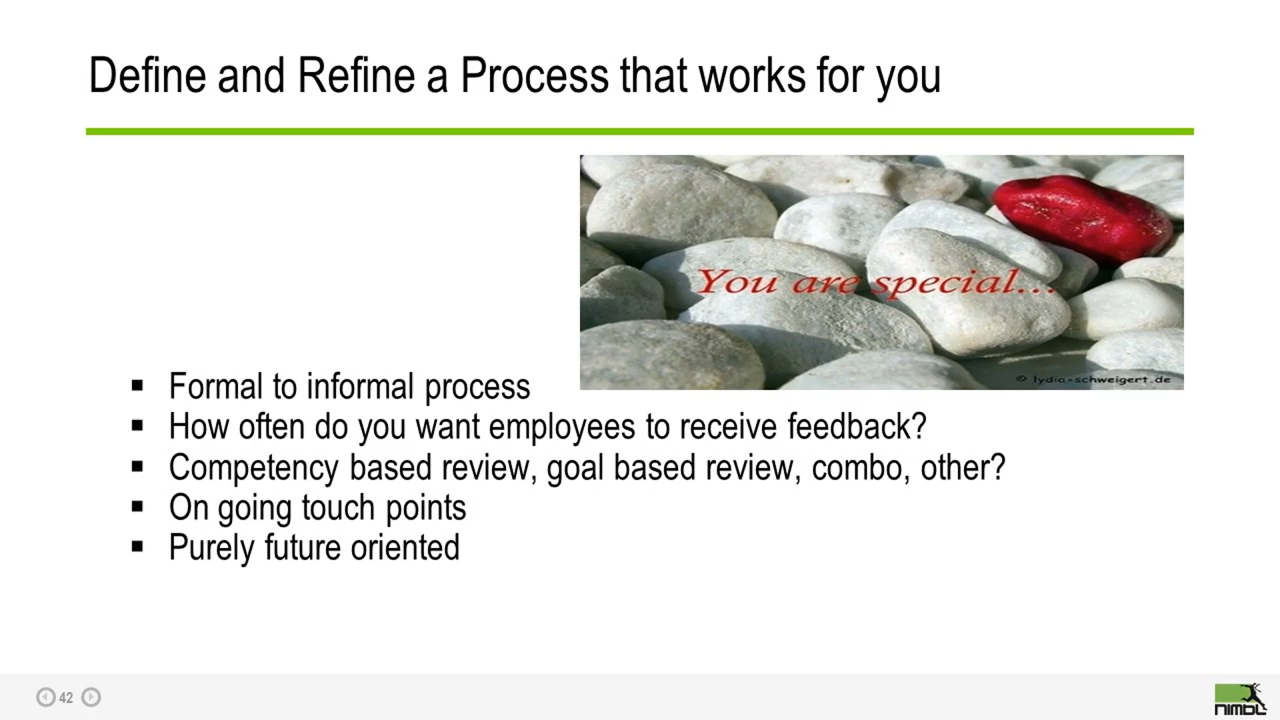 Define and Refine a Process that works for you
You are special...
© lydia-schweigert.de
▪ Formal to informal process
▪ How often do you want employees to receive feedback?
▪ Competency based review, goal based review, combo, other?
▪ On going touch points
▪ Purely future oriented
42
nimbl